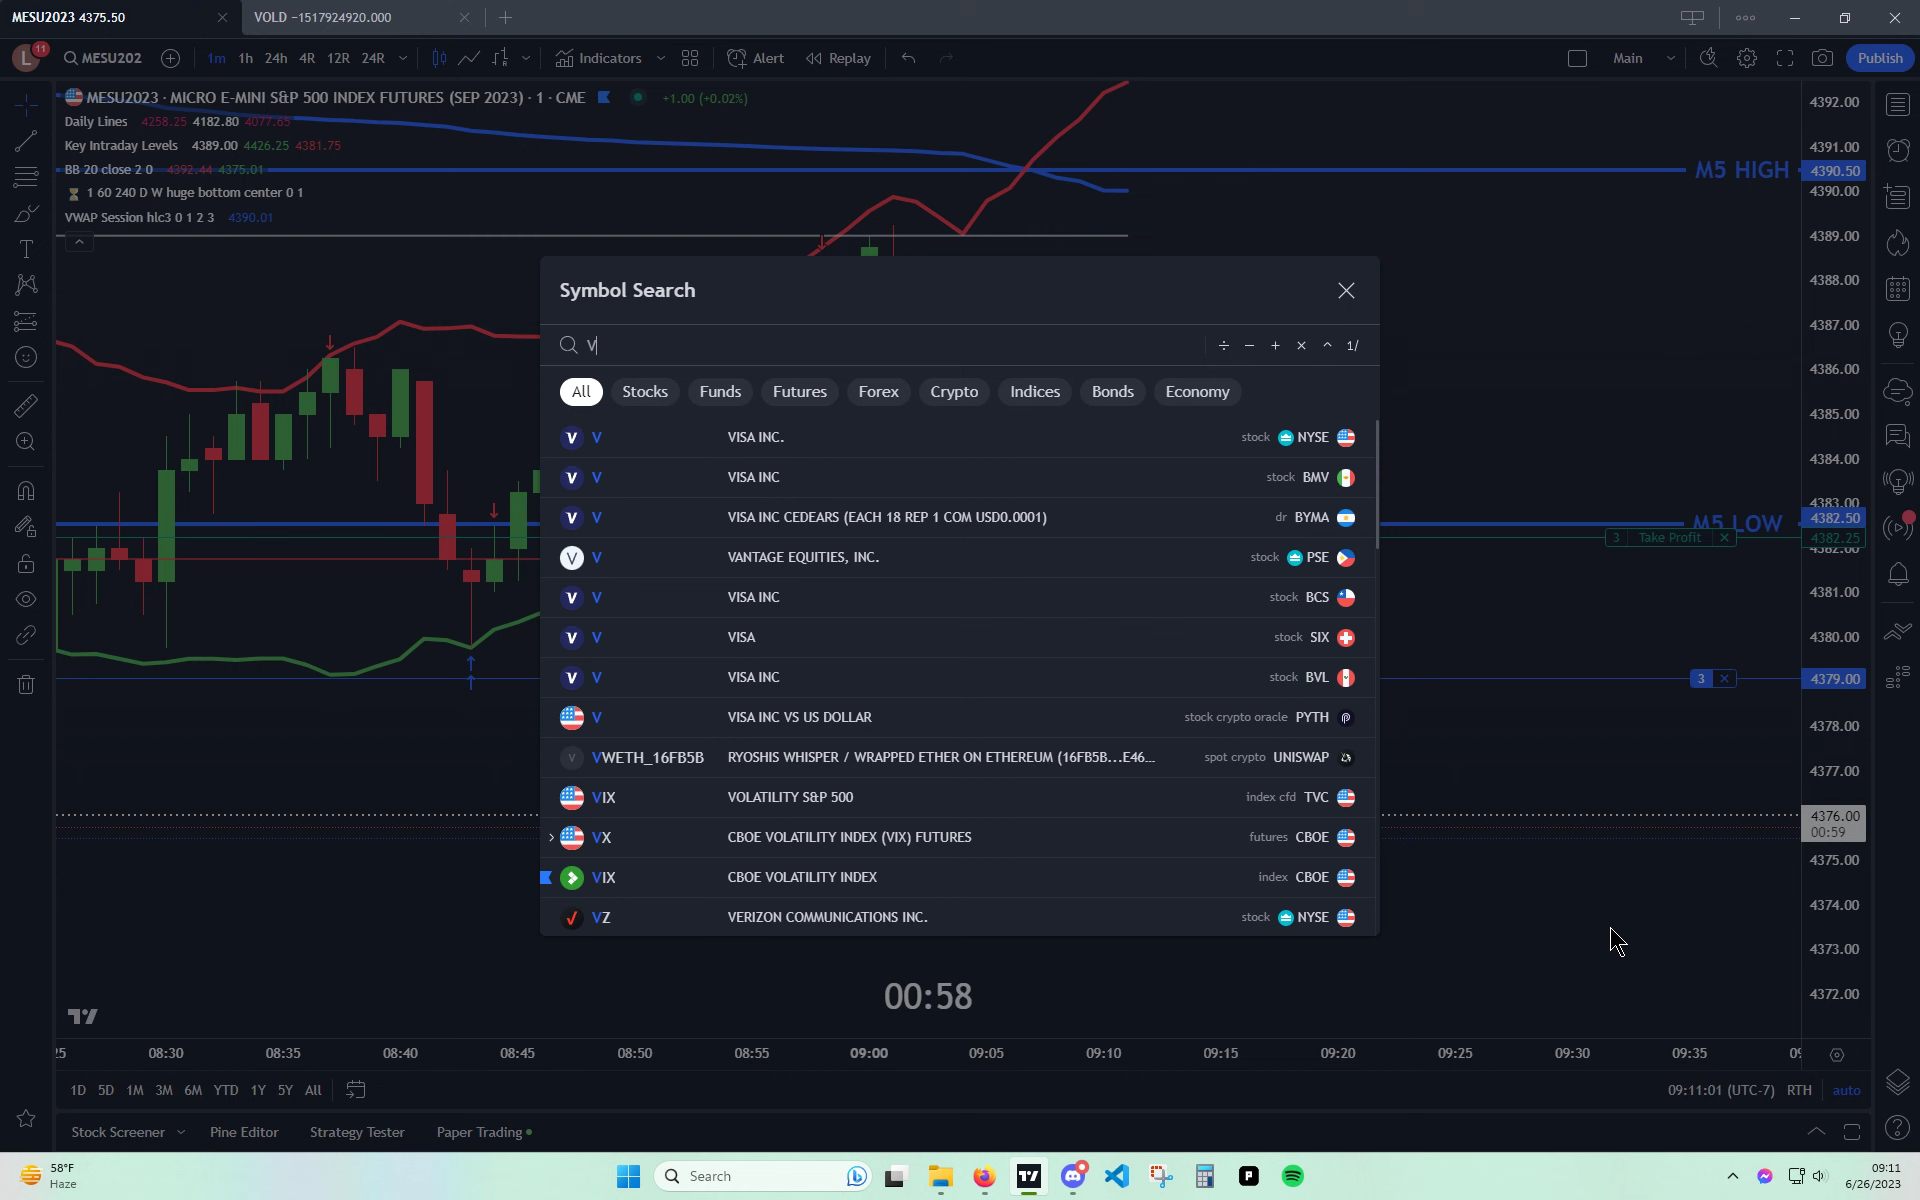 MESU2023 4375.50
VOLD −1517924920.000
L
11
MESU202
1m 1h 24h 4R 12R 24R
Indicators
Alert
Replay
Main
Publish
MESU2023 · MICRO E-MINI S&P 500 INDEX FUTURES (SEP 2023) · 1 · CME
+1.00 (+0.02%)
Daily Lines 4258.25 4182.80 4077.65
Key Intraday Levels 4389.00 4426.25 4381.75
BB 20 close 2 0 4392.44 4375.01
1 60 240 D W huge bottom center 0 1
VWAP Session hlc3 0 1 2 3 4390.01
M5 HIGH
M5 LOW
3 Take Profit
3
4392.00
4391.00
4390.50
4390.00
4389.00
4388.00
4387.00
4386.00
4385.00
4384.00
4383.00
4382.50
4382.25
4382.00
4381.00
4380.00
4379.00
4378.00
4377.00
4376.00
00:59
4375.00
4374.00
4373.00
4372.00
Symbol Search
V
÷ − + × ^ 1/
All Stocks Funds Futures Forex Crypto Indices Bonds Economy
V VISA INC. stock NYSE
V VISA INC stock BMV
V VISA INC CEDEARS (EACH 18 REP 1 COM USD0.0001) dr BYMA
V VANTAGE EQUITIES, INC. stock PSE
V VISA INC stock BCS
V VISA stock SIX
V VISA INC stock BVL
V VISA INC VS US DOLLAR stock crypto oracle PYTH
VWETH_16FB5B RYOSHIS WHISPER / WRAPPED ETHER ON ETHEREUM (16FB5B...E46... spot crypto UNISWAP
VIX VOLATILITY S&P 500 index cfd TVC
VX CBOE VOLATILITY INDEX (VIX) FUTURES futures CBOE
VIX CBOE VOLATILITY INDEX index CBOE
VZ VERIZON COMMUNICATIONS INC. stock NYSE
00:58
08:30 08:35 08:40 08:45 08:50 08:55 09:00 09:05 09:10 09:15 09:20 09:25 09:30 09:35
1D 5D 1M 3M 6M YTD 1Y 5Y All
09:11:01 (UTC-7) RTH auto
Stock Screener Pine Editor Strategy Tester Paper Trading
58°F
Haze
Search
09:11
6/26/2023